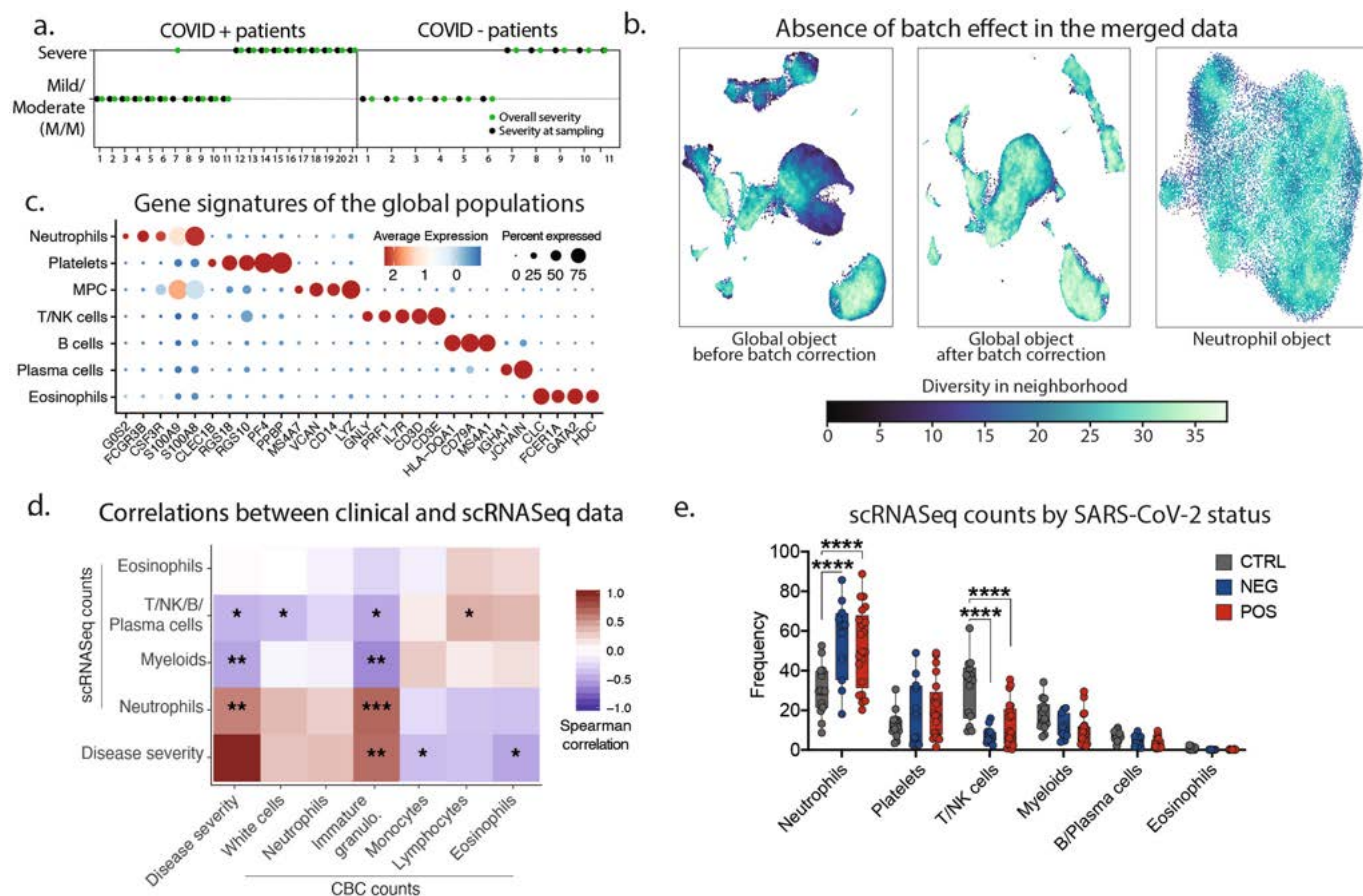 a.
COVID + patients
COVID - patients
Severe
Mild/
Moderate
(M/M)
Overall severity
Severity at sampling
1 2 3 4 5 6 7 8 9 10 11 12 13 14 15 16 17 18 19 20 21 1 2 3 4 5 6 7 8 9 10 11
b.
Absence of batch effect in the merged data
Global object
before batch correction
Global object
after batch correction
Neutrophil object
Diversity in neighborhood
0 5 10 15 20 25 30 35
c.
Gene signatures of the global populations
Neutrophils
Platelets
MPC
T/NK cells
B cells
Plasma cells
Eosinophils
Average Expression
2 1 0
Percent expressed
0 25 50 75
G0S2
FCGR3B
CSF3R
S100A9
S100A8
CLEC1B
RGS18
RGS10
PF4
PPBP
MS4A7
VCAN
CD14
LYZ
GNLY
PRF1
IL7R
CD3D
CD3E
HLA-DQA1
CD79A
MS4A1
IGHA1
JCHAIN
CLC
FCER1A
GATA2
HDC
d.
Correlations between clinical and scRNASeq data
scRNASeq counts
Eosinophils
T/NK/B/
Plasma cells
Myeloids
Neutrophils
Disease severity
* * * *
** **
** ***
** * *
1.0
0.5
0.0
-0.5
-1.0
Spearman
correlation
Disease severity
White cells
Neutrophils
Immature
granulo.
Monocytes
Lymphocytes
Eosinophils
CBC counts
e.
scRNASeq counts by SARS-CoV-2 status
Frequency
100
80
60
40
20
0
****
****
****
****
CTRL
NEG
POS
Neutrophils
Platelets
T/NK cells
Myeloids
B/Plasma cells
Eosinophils